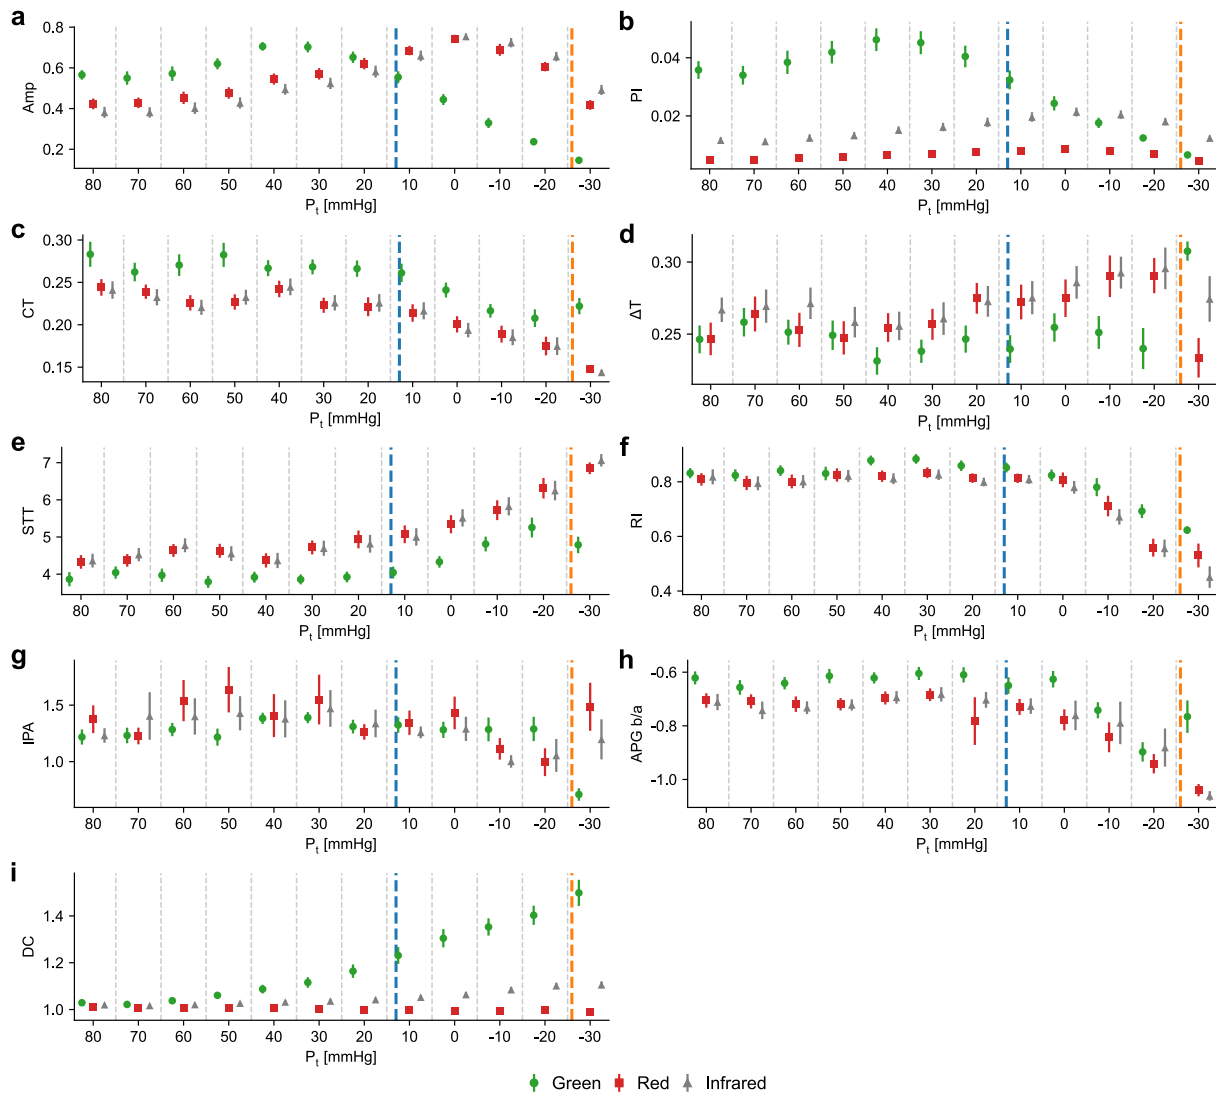 a
0.8
0.6
0.4
0.2
Amp
80 70 60 50 40 30 20 10 0 -10 -20 -30
Pt [mmHg]
b
0.04
0.02
PI
80 70 60 50 40 30 20 10 0 -10 -20 -30
Pt [mmHg]
c
0.30
0.25
0.20
0.15
CT
80 70 60 50 40 30 20 10 0 -10 -20 -30
Pt [mmHg]
d
0.30
0.25
ΔT
80 70 60 50 40 30 20 10 0 -10 -20 -30
Pt [mmHg]
e
7
6
5
4
STT
80 70 60 50 40 30 20 10 0 -10 -20 -30
Pt [mmHg]
f
0.8
0.6
0.4
RI
80 70 60 50 40 30 20 10 0 -10 -20 -30
Pt [mmHg]
g
1.5
1.0
IPA
80 70 60 50 40 30 20 10 0 -10 -20 -30
Pt [mmHg]
h
-0.6
-0.8
-1.0
APG b/a
80 70 60 50 40 30 20 10 0 -10 -20 -30
Pt [mmHg]
i
1.4
1.2
1.0
DC
80 70 60 50 40 30 20 10 0 -10 -20 -30
Pt [mmHg]
Green Red Infrared